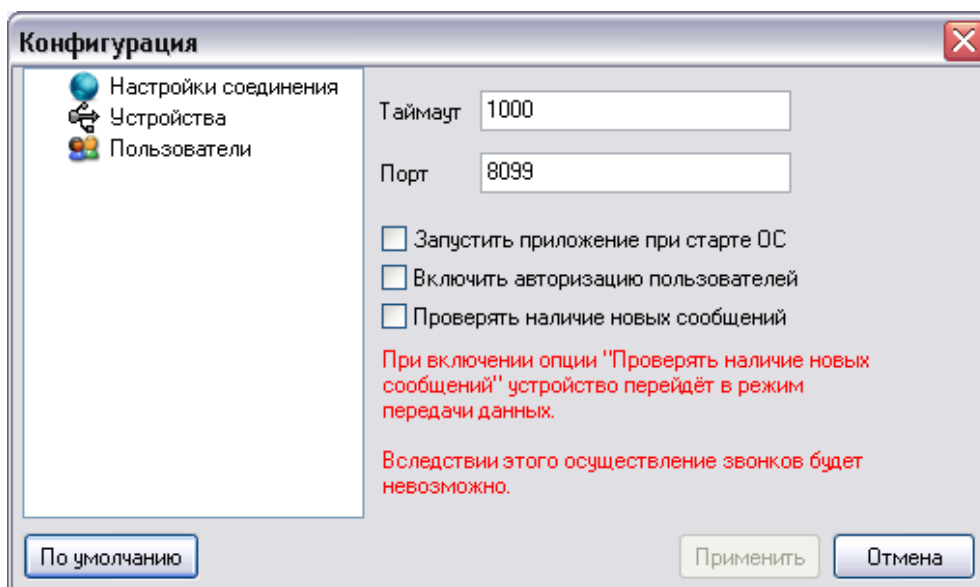 Конфигурация
Настройки соединения
Устройства
Пользователи
Таймаут 1000
Порт 8099
Запустить приложение при старте ОС
Включить авторизацию пользователей
Проверять наличие новых сообщений
При включении опции "Проверять наличие новых
сообщений" устройство перейдёт в режим
передачи данных.
Вследствии этого осуществление звонков будет
невозможно.
По умолчанию
Применить
Отмена